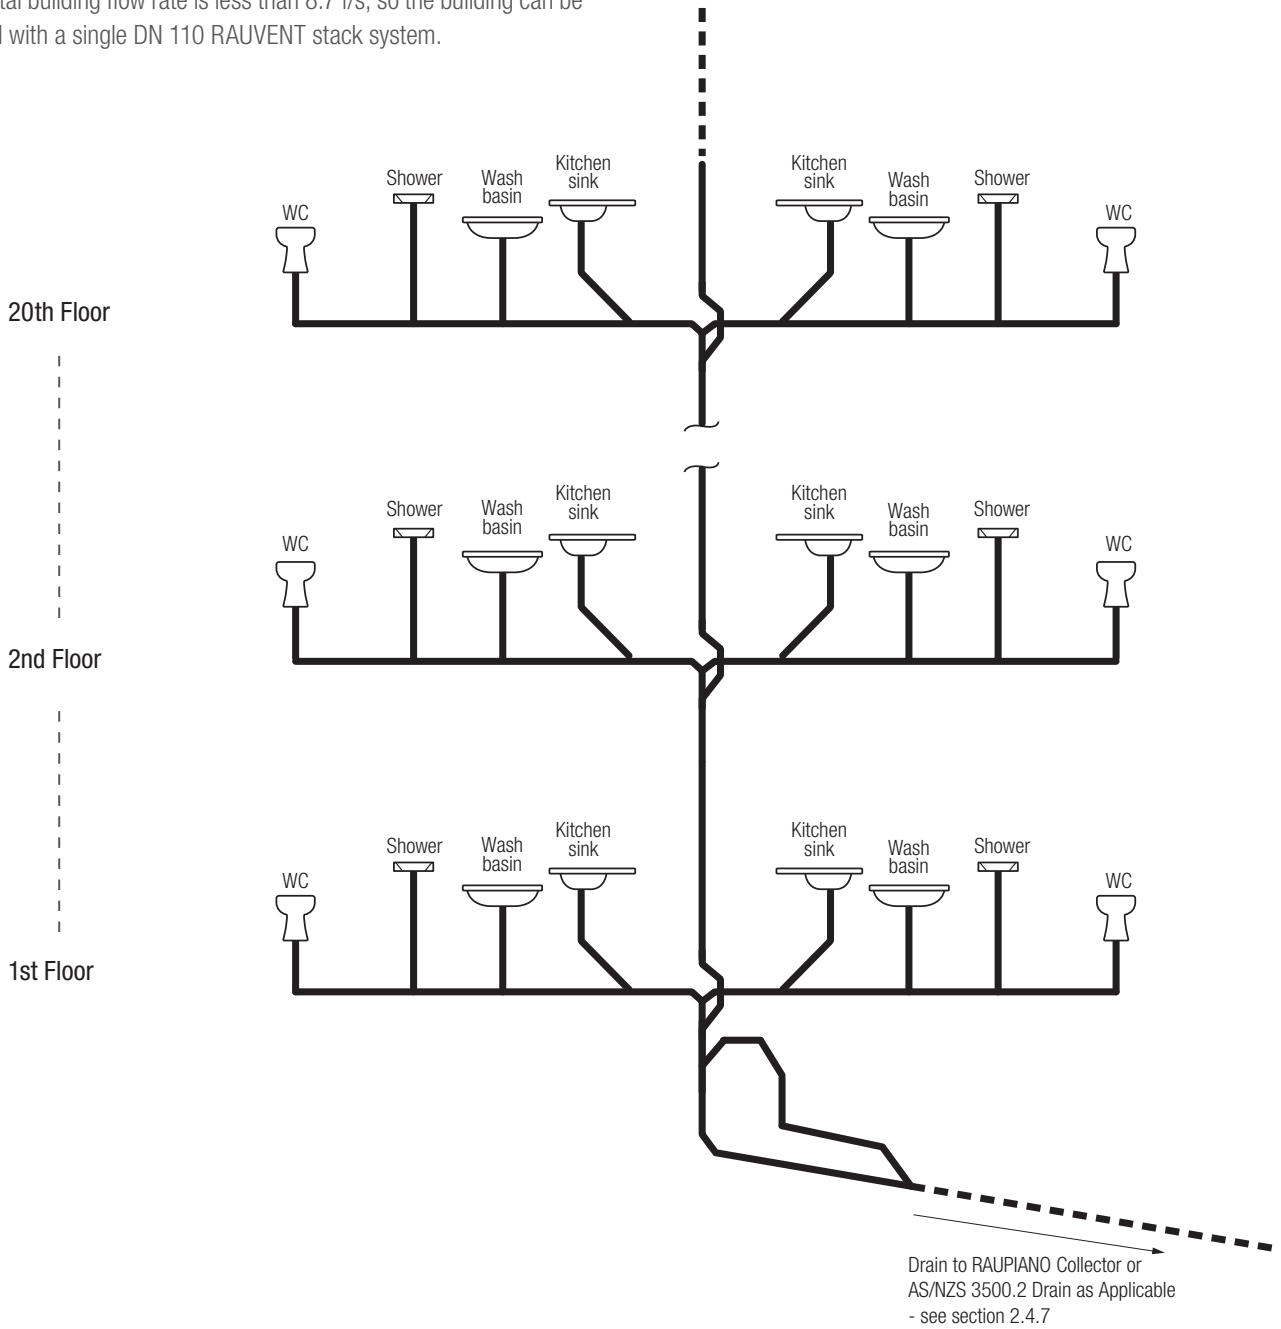 tal building flow rate is less than 8.7 l/s, so the building can be
with a single DN 110 RAUVENT stack system.
Shower
Wash
basin
Kitchen
sink
Kitchen
sink
Wash
basin
Shower
WC
WC
20th Floor
Shower
Wash
basin
Kitchen
sink
Kitchen
sink
Wash
basin
Shower
WC
WC
2nd Floor
Shower
Wash
basin
Kitchen
sink
Kitchen
sink
Wash
basin
Shower
WC
WC
1st Floor
Drain to RAUPIANO Collector or
AS/NZS 3500.2 Drain as Applicable
- see section 2.4.7